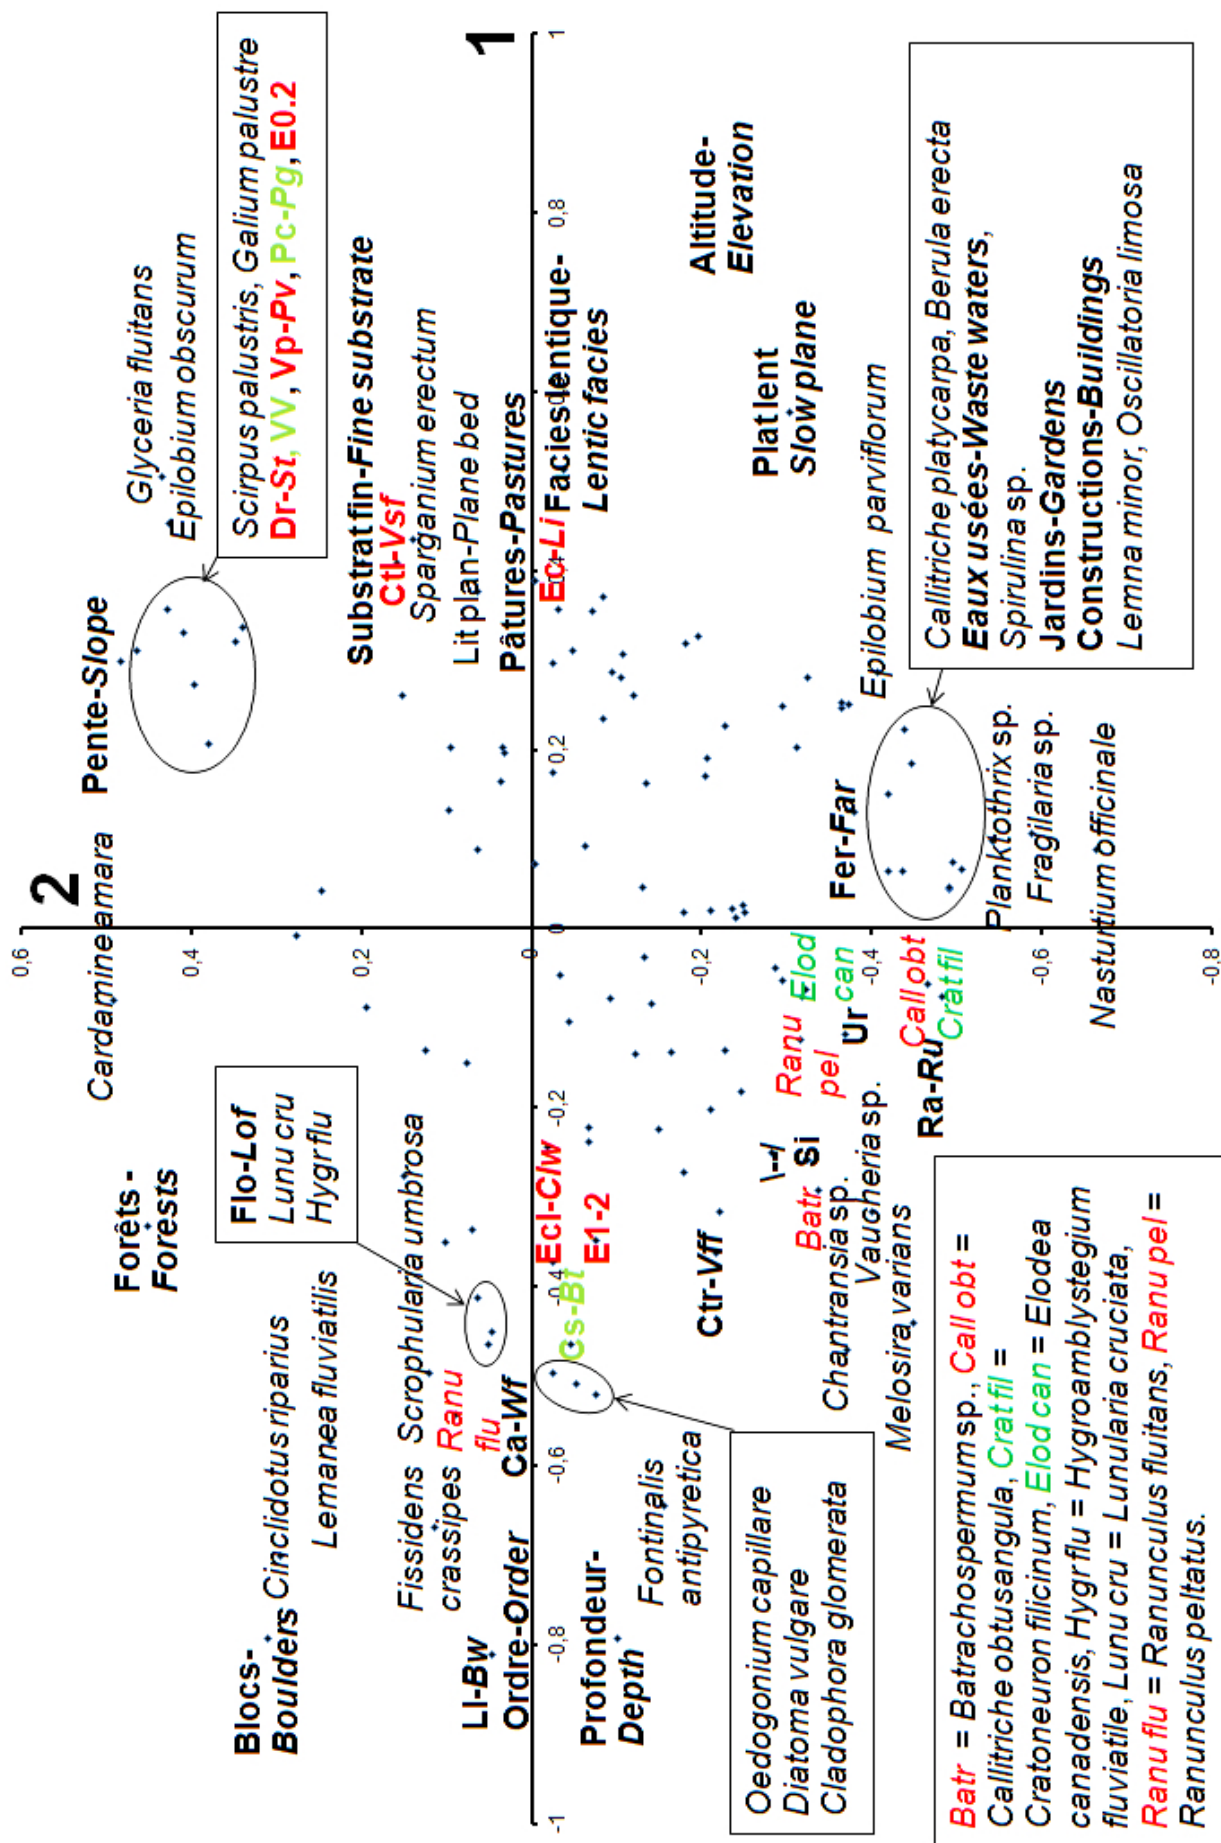 2
1
0,6
0,4
0,2
0
-0,2
-0,4
-0,6
-0,8
-1
-0,8
-0,6
-0,4
-0,2
0,2
0,4
0,8
1
Cardamine amara
Pente-Slope
Glyceria fluitans
Epilobium obscurum
Scirpus palustris, Galium palustre
Dr-St, VV, Vp-Pv, Pc-Pg, E0.2
Forêts -
Forests
Flo-Lof
Lunu cru
Hygr flu
Substrat fin-Fine substrate
Ctl-Vsf
Sparganium erectum
Lit plan-Plane bed
Pâtures-Pastures
Blocs-
Boulders
Cinclidotus riparius
Lemanea fluviatilis
Fissidens
crassipes
Scrophularia umbrosa
Ranu
flu
Ll-Bw
Ordre-Order
Ca-Wf
Ecl-Clw
E1-2
Cs-Bt
Ec-Li
Facies lentique-
Lentic facies
Profondeur-
Depth
Fontinalis
antipyretica
Ctr-Vff
Altitude-
Elevation
Plat lent
Slow plane
Oedogonium capillare
Diatoma vulgare
Cladophora glomerata
\--/
Si
Batr
Chantransia sp.
Vaucheria sp.
Melosira varians
Ranu
pel
Elod
can
Ur
Call obt
Crat fil
Ra-Ru
Fer-Far
Epilobium parviflorum
Callitriche platycarpa, Berula erecta
Eaux usées-Waste waters,
Spirulina sp.
Jardins-Gardens
Constructions-Buildings
Lemna minor, Oscillatoria limosa
Planktothrix sp.
Fragilaria sp.
Nasturtium officinale
Batr = Batrachospermum sp., Call obt =
Callitriche obtusangula, Crat fil =
Cratoneuron filicinum, Elod can = Elodea
canadensis, Hygr flu = Hygroamblystegium
fluviatile, Lunu cru = Lunularia cruciata,
Ranu flu = Ranunculus fluitans, Ranu pel =
Ranunculus peltatus.